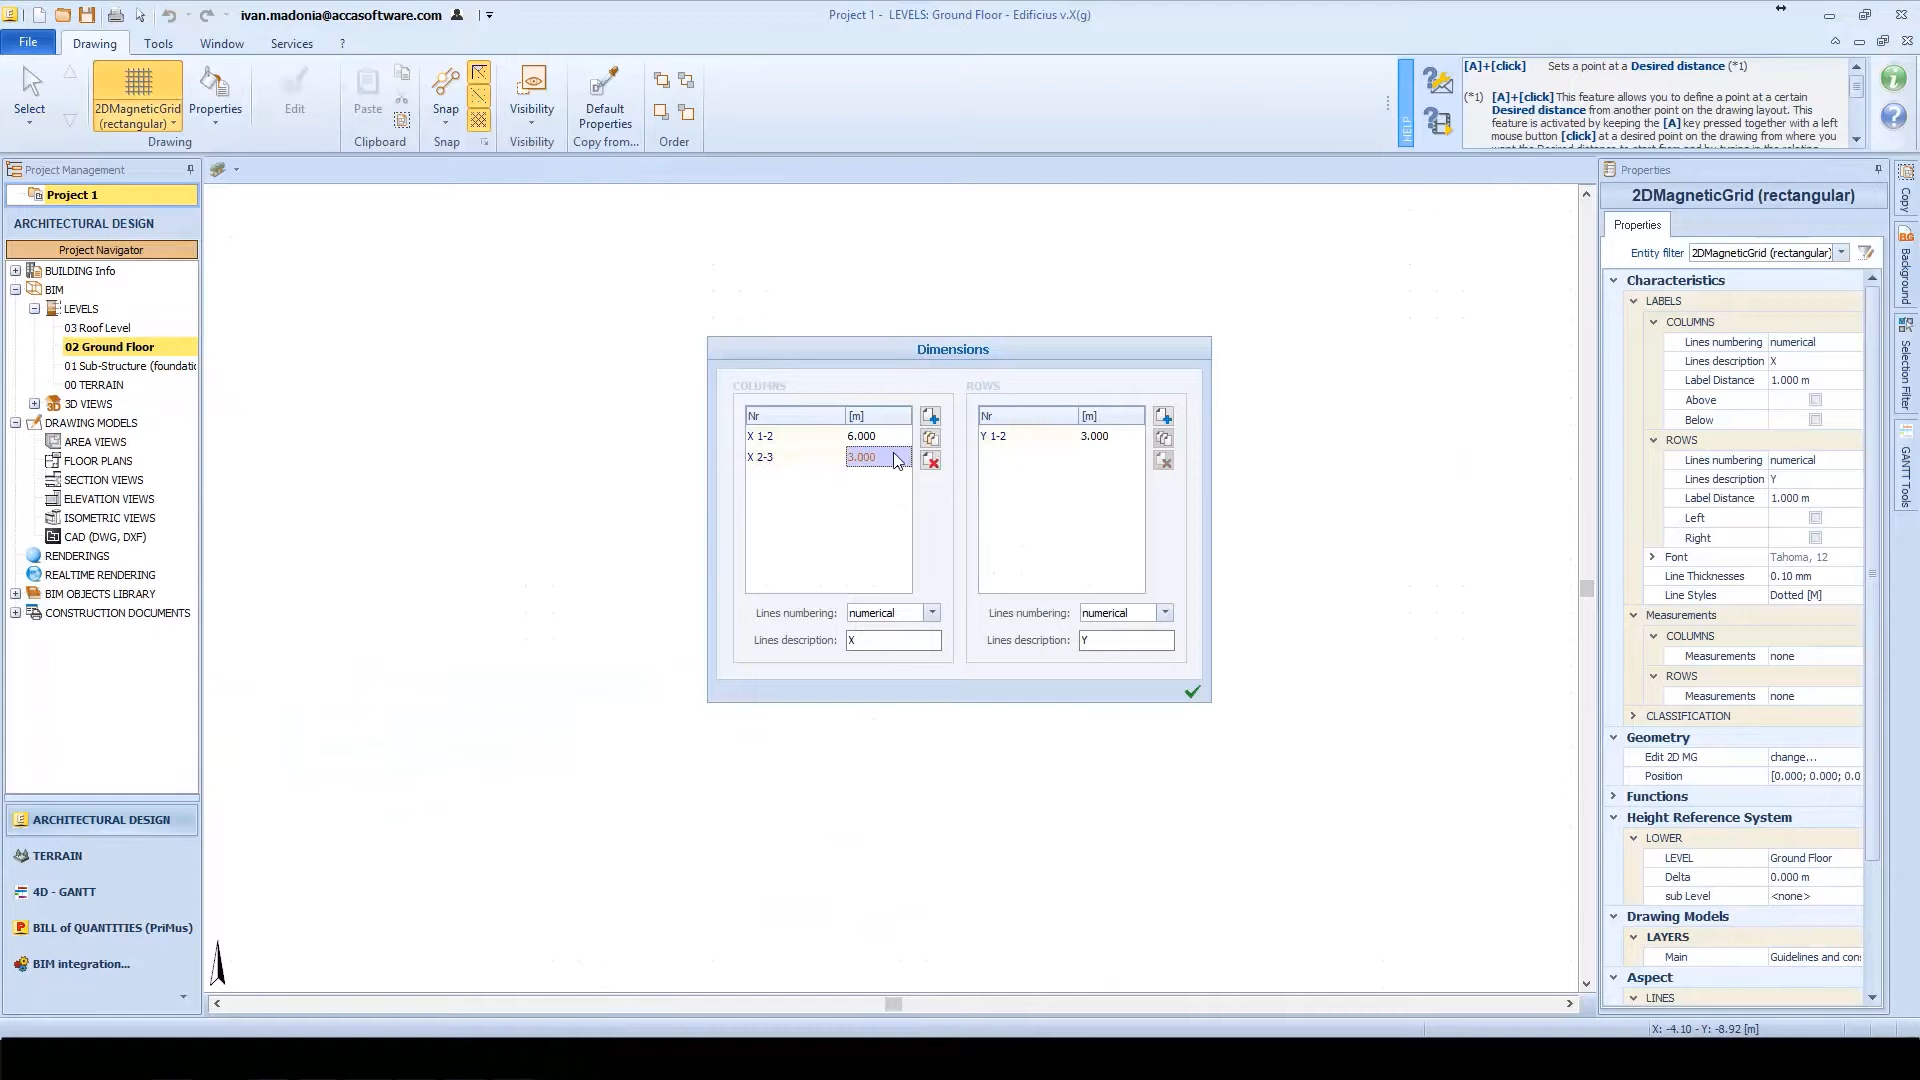 ivan.madonia@accasoftware.com
Project 1 - LEVELS: Ground Floor - Edificius v.X(g)
File
Drawing
Tools
Window
Services
?
Select
2DMagneticGrid
(rectangular)
Properties
Edit
Drawing
Paste
Clipboard
Snap
Snap
Visibility
Visibility
Default
Properties
Copy from...
Order
HELP
[A]+[click] Sets a point at a Desired distance (*1)
(*1) [A]+[click] This feature allows you to define a point at a certain
Desired distance from another point on the drawing layout. This
feature is activated by keeping the [A] key pressed together with a left
mouse button [click] at a desired point on the drawing from where you
Project Management
Project 1
ARCHITECTURAL DESIGN
Project Navigator
BUILDING Info
BIM
LEVELS
03 Roof Level
02 Ground Floor
01 Sub-Structure (foundatio
00 TERRAIN
3D VIEWS
DRAWING MODELS
AREA VIEWS
FLOOR PLANS
SECTION VIEWS
ELEVATION VIEWS
ISOMETRIC VIEWS
CAD (DWG, DXF)
RENDERINGS
REALTIME RENDERING
BIM OBJECTS LIBRARY
CONSTRUCTION DOCUMENTS
ARCHITECTURAL DESIGN
TERRAIN
4D - GANTT
BILL of QUANTITIES (PriMus)
BIM integration...
Dimensions
COLUMNS
Nr [m]
X 1-2 6.000
X 2-3 3.000
Lines numbering: numerical
Lines description: X
ROWS
Nr [m]
Y 1-2 3.000
Lines numbering: numerical
Lines description: Y
Properties
2DMagneticGrid (rectangular)
Properties
Entity filter 2DMagneticGrid (rectangular)
Characteristics
LABELS
COLUMNS
Lines numbering numerical
Lines description X
Label Distance 1.000 m
Above
Below
ROWS
Lines numbering numerical
Lines description Y
Label Distance 1.000 m
Left
Right
Font Tahoma, 12
Line Thicknesses 0.10 mm
Line Styles Dotted [M]
Measurements
COLUMNS
Measurements none
ROWS
Measurements none
CLASSIFICATION
Geometry
Edit 2D MG change...
Position [0.000; 0.000; 0.0
Functions
Height Reference System
LOWER
LEVEL Ground Floor
Delta 0.000 m
sub Level <none>
Drawing Models
LAYERS
Main Guidelines and con
Aspect
LINES
Copy
Background
Selection Filter
GANTT Tools
X: -4.10 - Y: -8.92 [m]